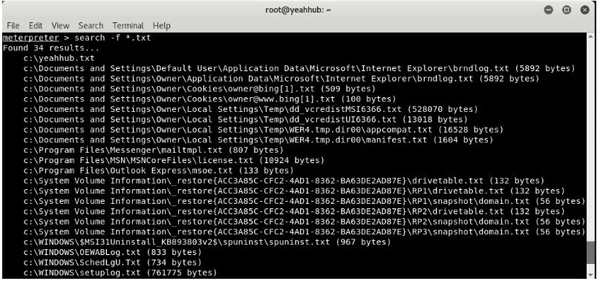 root@yeahhub: ~
File Edit View Search Terminal Help
meterpreter > search -f *.txt
Found 34 results...
c:\yeahhub.txt
c:\Documents and Settings\Default User\Application Data\Microsoft\Internet Explorer\brndlog.txt (5892 bytes)
c:\Documents and Settings\Owner\Application Data\Microsoft\Internet Explorer\brndlog.txt (5892 bytes)
c:\Documents and Settings\Owner\Cookies\owner@bing[1].txt (509 bytes)
c:\Documents and Settings\Owner\Cookies\owner@www.bing[1].txt (100 bytes)
c:\Documents and Settings\Owner\Local Settings\Temp\dd_vcredistMSI6366.txt (528070 bytes)
c:\Documents and Settings\Owner\Local Settings\Temp\dd_vcredistUI6366.txt (13018 bytes)
c:\Documents and Settings\Owner\Local Settings\Temp\WER4.tmp.dir00\appcompat.txt (16528 bytes)
c:\Documents and Settings\Owner\Local Settings\Temp\WER4.tmp.dir00\manifest.txt (1604 bytes)
c:\Program Files\Messenger\mailtmpl.txt (807 bytes)
c:\Program Files\MSN\MSNCoreFiles\license.txt (10924 bytes)
c:\Program Files\Outlook Express\msoe.txt (133 bytes)
c:\System Volume Information\_restore{ACC3A85C-CFC2-4AD1-8362-BA63DE2AD87E}\drivetable.txt (132 bytes)
c:\System Volume Information\_restore{ACC3A85C-CFC2-4AD1-8362-BA63DE2AD87E}\RP1\drivetable.txt (132 bytes)
c:\System Volume Information\_restore{ACC3A85C-CFC2-4AD1-8362-BA63DE2AD87E}\RP1\snapshot\domain.txt (56 bytes)
c:\System Volume Information\_restore{ACC3A85C-CFC2-4AD1-8362-BA63DE2AD87E}\RP2\drivetable.txt (132 bytes)
c:\System Volume Information\_restore{ACC3A85C-CFC2-4AD1-8362-BA63DE2AD87E}\RP2\snapshot\domain.txt (56 bytes)
c:\System Volume Information\_restore{ACC3A85C-CFC2-4AD1-8362-BA63DE2AD87E}\RP3\snapshot\domain.txt (56 bytes)
c:\WINDOWS\$MSI31Uninstall_KB893803v2$\spuninst\spuninst.txt (967 bytes)
c:\WINDOWS\OEWABLog.txt (833 bytes)
c:\WINDOWS\SchedLgU.Txt (734 bytes)
c:\WINDOWS\setuplog.txt (761775 bytes)